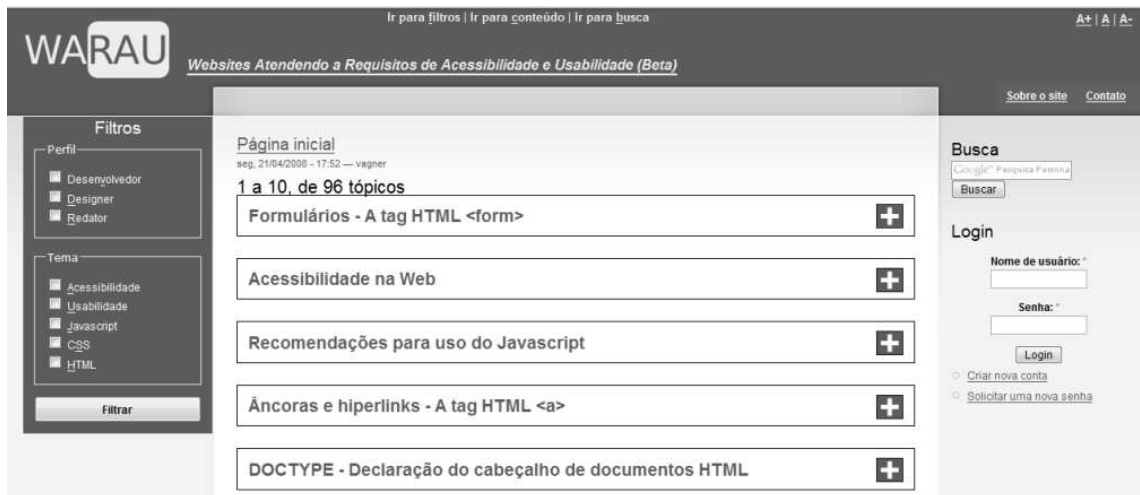 Ir para filtros | Ir para conteúdo | Ir para busca
A+ | A | A-
WARAU
Websites Atendendo a Requisitos de Acessibilidade e Usabilidade (Beta)
Sobre o site Contato
Filtros
Perfil
Desenvolvedor
Designer
Redator
Tema
Acessibilidade
Usabilidade
Javascript
CSS
HTML
Filtrar
Página inicial
seg, 21/04/2008 - 17:52 — vagner
1 a 10, de 96 tópicos
Formulários - A tag HTML <form>
Acessibilidade na Web
Recomendações para uso do Javascript
Âncoras e hiperlinks - A tag HTML <a>
DOCTYPE - Declaração do cabeçalho de documentos HTML
Busca
Google™ Pesquisa Persona
Buscar
Login
Nome de usuário: *
Senha: *
Login
Criar nova conta
Solicitar uma nova senha